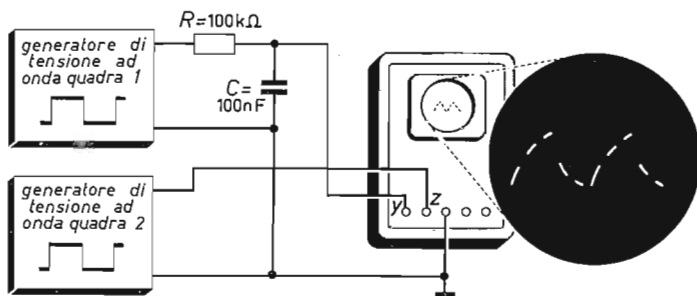 generatore di
tensione ad
onda quadra 1
R=100kΩ
C=
100nF
generatore di
tensione ad
onda quadra 2
y
z